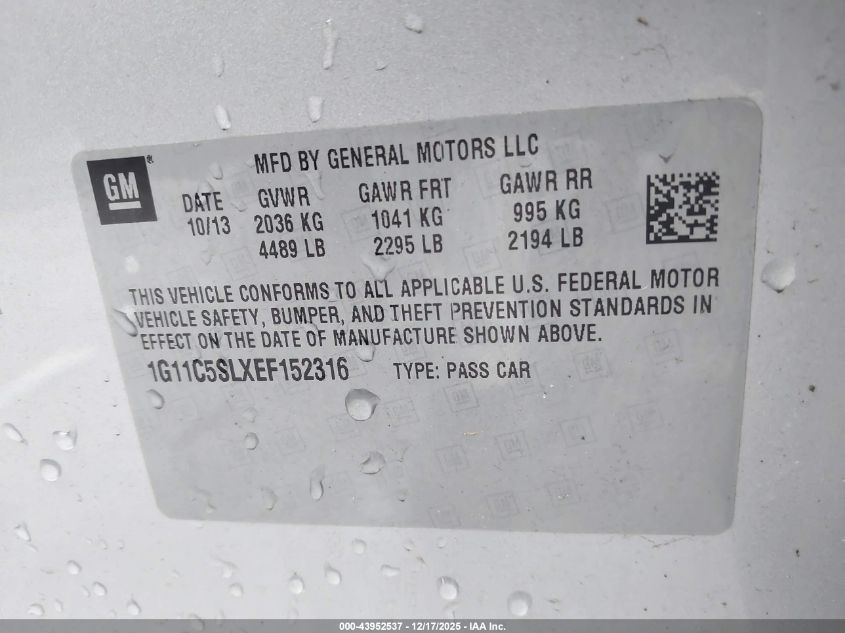 GM®
MFD BY GENERAL MOTORS LLC
DATE GVWR GAWR FRT GAWR RR
10/13 2036 KG 1041 KG 995 KG
4489 LB 2295 LB 2194 LB
THIS VEHICLE CONFORMS TO ALL APPLICABLE U.S. FEDERAL MOTOR
VEHICLE SAFETY, BUMPER, AND THEFT PREVENTION STANDARDS IN
EFFECT ON THE DATE OF MANUFACTURE SHOWN ABOVE.
1G11C5SLXEF152316 TYPE: PASS CAR
000-43952537 - 12/17/2025 - IAA Inc.